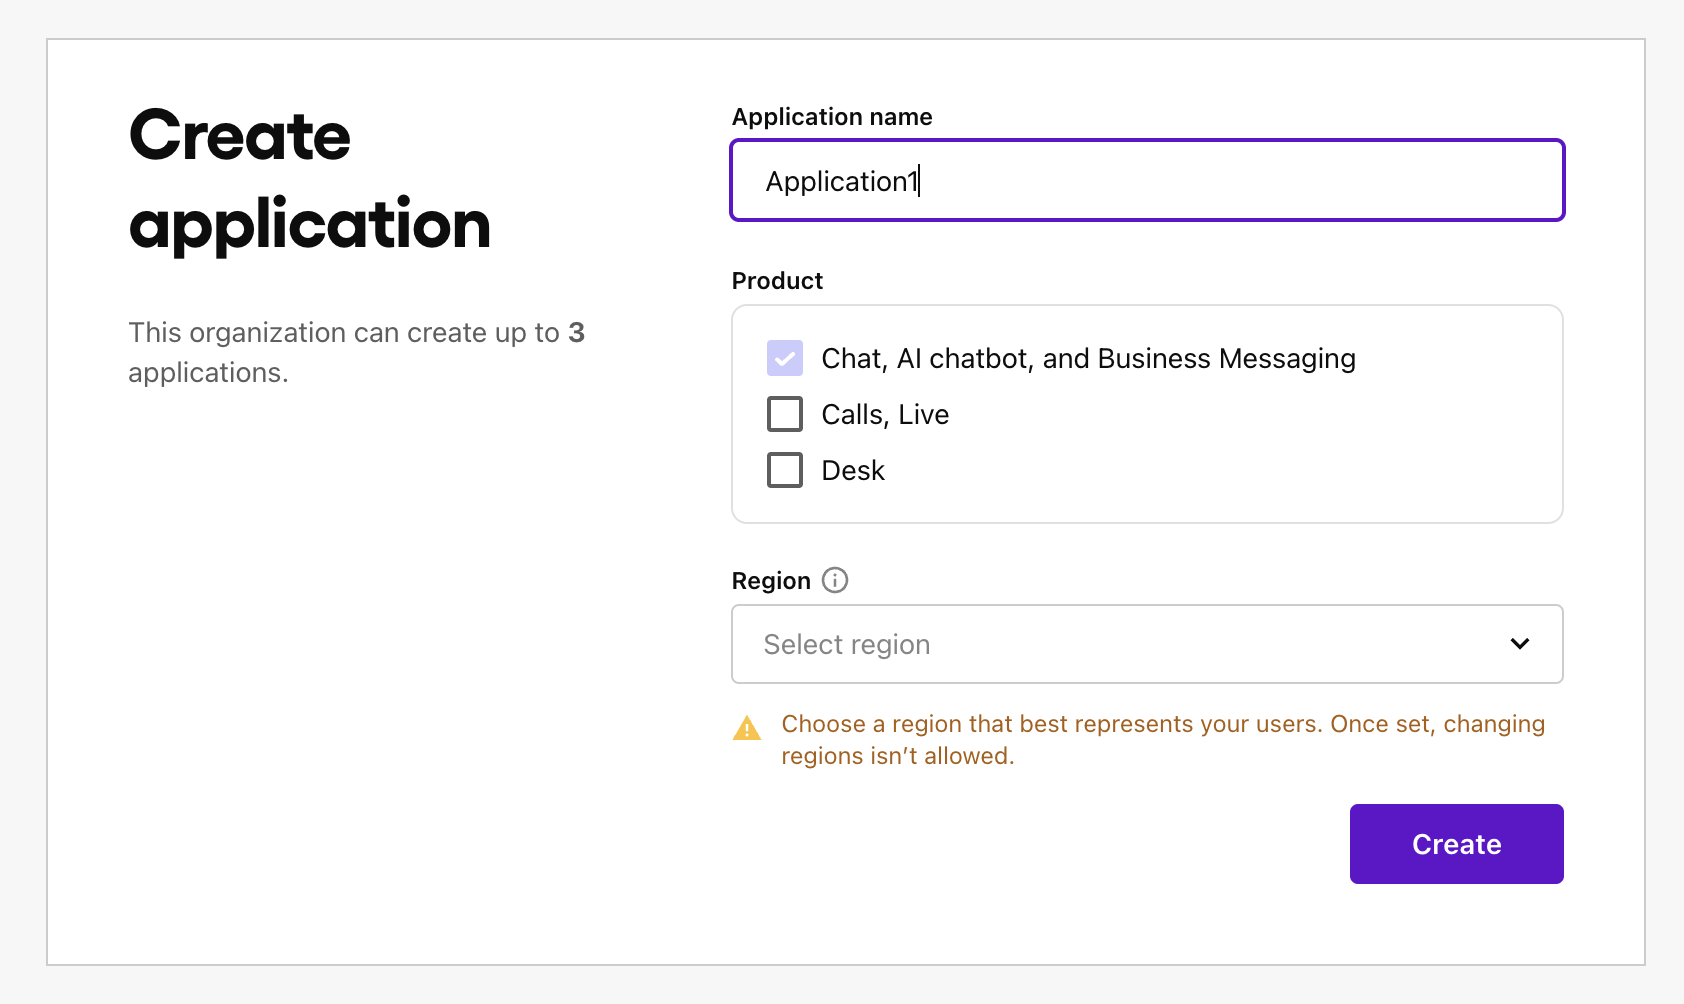 Create
application
This organization can create up to 3
applications.
Application name
Application1
Product
Chat, AI chatbot, and Business Messaging
Calls, Live
Desk
Region
Select region
Choose a region that best represents your users. Once set, changing
regions isn’t allowed.
Create